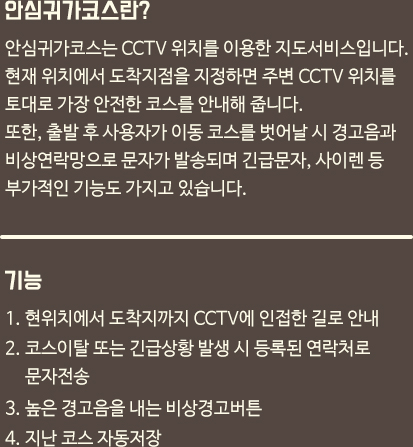 안심귀가코스란?
안심귀가코스는 CCTV 위치를 이용한 지도서비스입니다.
현재 위치에서 도착지점을 지정하면 주변 CCTV 위치를
토대로 가장 안전한 코스를 안내해 줍니다.
또한, 출발 후 사용자가 이동 코스를 벗어날 시 경고음과
비상연락망으로 문자가 발송되며 긴급문자, 사이렌 등
부가적인 기능도 가지고 있습니다.
기능
1. 현위치에서 도착지까지 CCTV에 인접한 길로 안내
2. 코스이탈 또는 긴급상황 발생 시 등록된 연락처로
문자전송
3. 높은 경고음을 내는 비상경고버튼
4. 지난 코스 자동저장